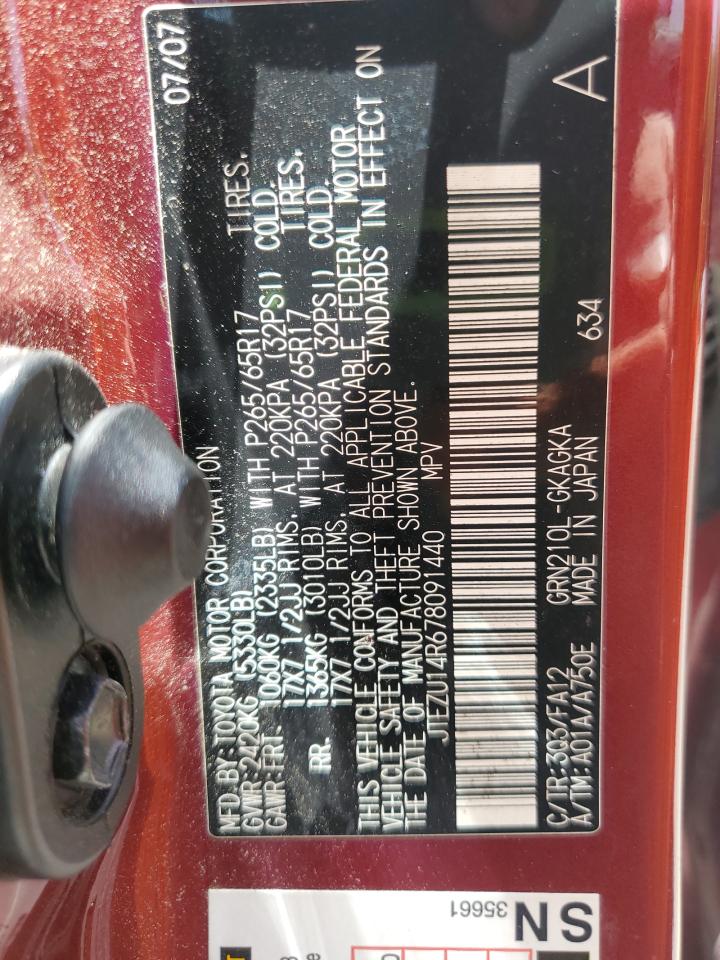 MFD.BY:TOYOTA MOTOR CORPORATION 07/07
GVWR:2420KG (5330LB)
GAWR:FRT 1060KG (2335LB) WITH P265/65R17 TIRES.
17X7 1/2JJ RIMS. AT 220KPA (32PSI) COLD.
RR. 1365KG (3010LB) WITH P265/65R17 TIRES.
17X7 1/2JJ RIMS. AT 220KPA (32PSI) COLD.
THIS VEHICLE CONFORMS TO ALL APPLICABLE FEDERAL MOTOR
VEHICLE SAFETY AND THEFT PREVENTION STANDARDS IN EFFECT ON
THE DATE OF MANUFACTURE SHOWN ABOVE.
JTEZU14R678091440 MPV
C/TR:3Q3/FA12 GRN210L-GKAGKA
A/TM:A01A/A750E MADE IN JAPAN 634 A
SN
35661